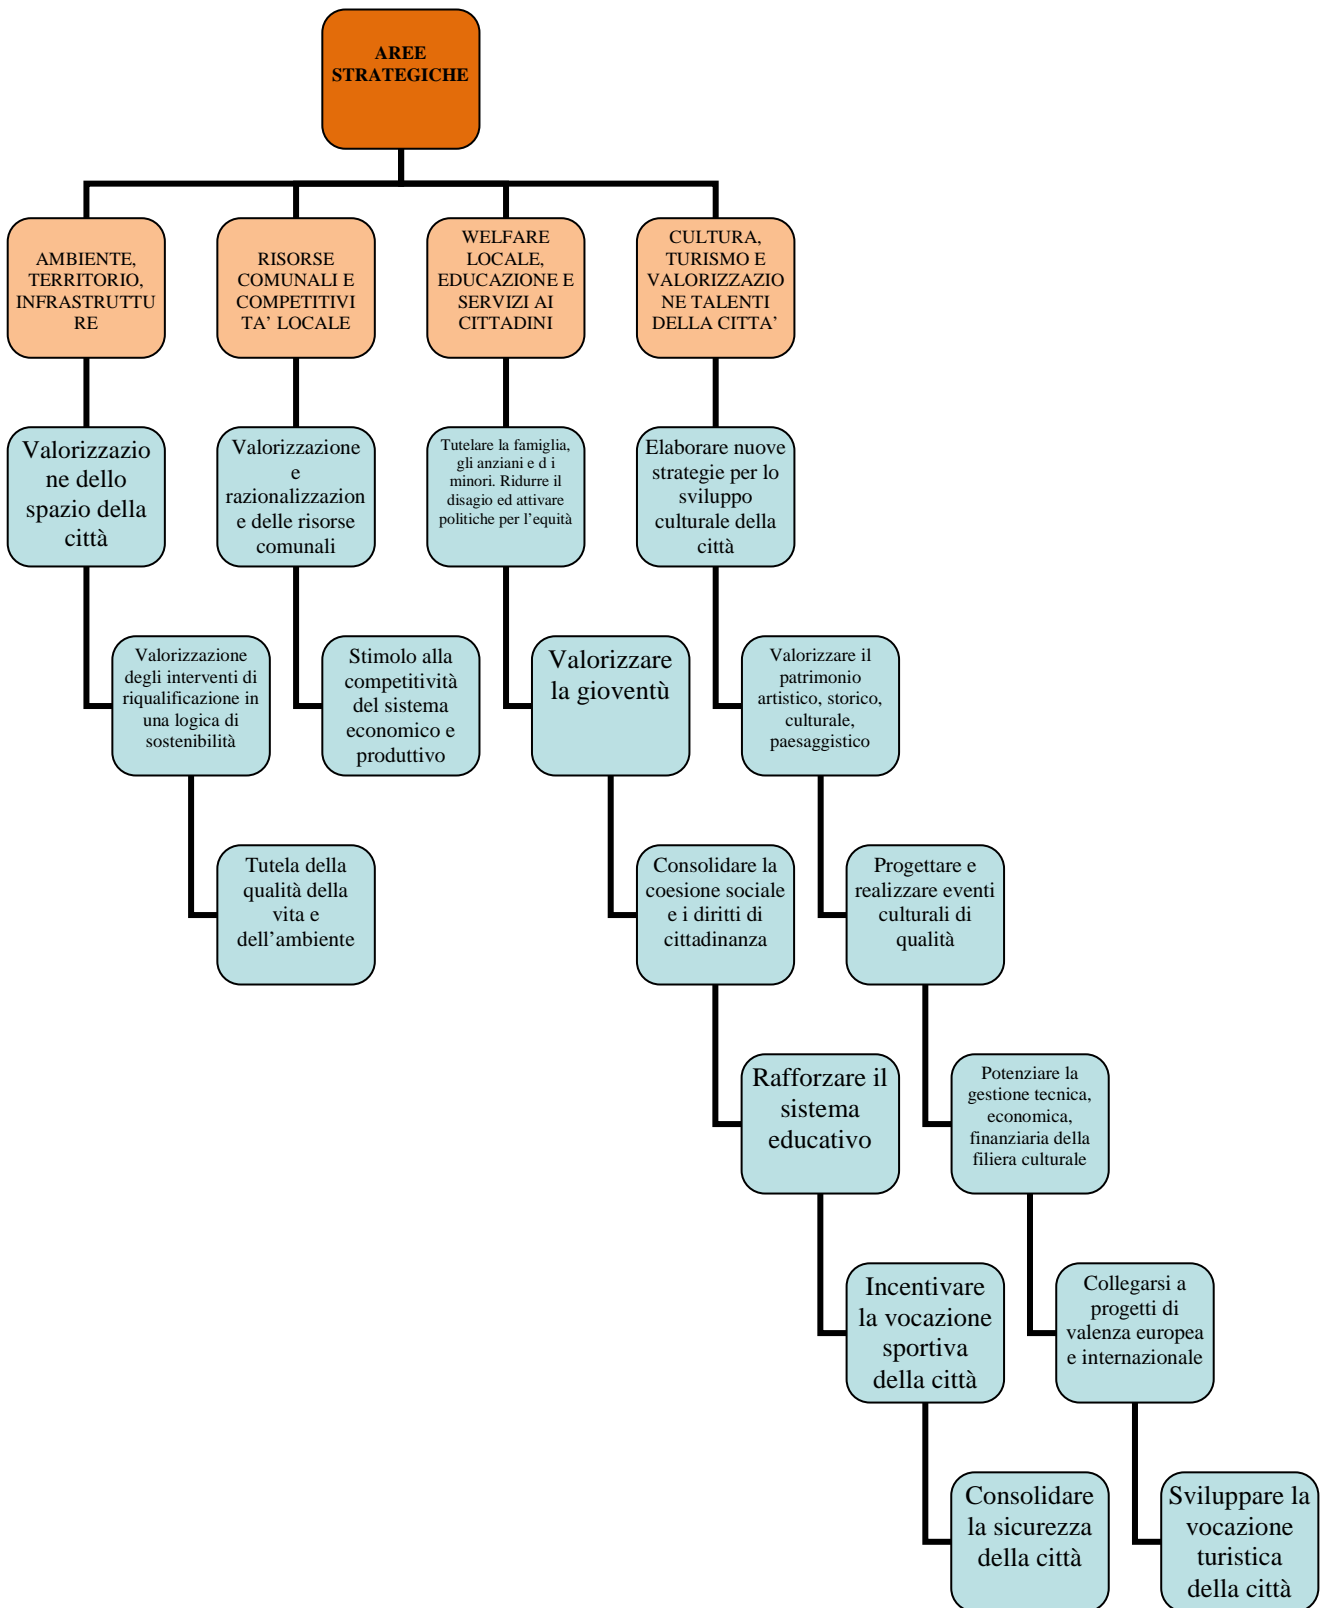 AREE
STRATEGICHE
AMBIENTE,
TERRITORIO,
INFRASTRUTTU
RE
RISORSE
COMUNALI E
COMPETITIVI
TA’ LOCALE
WELFARE
LOCALE,
EDUCAZIONE E
SERVIZI AI
CITTADINI
CULTURA,
TURISMO E
VALORIZZAZIO
NE TALENTI
DELLA CITTA’
Valorizzazio
ne dello
spazio della
città
Valorizzazione
e
razionalizzazion
e delle risorse
comunali
Tutelare la famiglia,
gli anziani e d i
minori. Ridurre il
disagio ed attivare
politiche per l’equità
Elaborare nuove
strategie per lo
sviluppo
culturale della
città
Valorizzazione
degli interventi di
riqualificazione in
una logica di
sostenibilità
Stimolo alla
competitività
del sistema
economico e
produttivo
Valorizzare
la gioventù
Valorizzare il
patrimonio
artistico, storico,
culturale,
paesaggistico
Tutela della
qualità della
vita e
dell’ambiente
Consolidare la
coesione sociale
e i diritti di
cittadinanza
Progettare e
realizzare eventi
culturali di
qualità
Rafforzare il
sistema
educativo
Potenziare la
gestione tecnica,
economica,
finanziaria della
filiera culturale
Incentivare
la vocazione
sportiva
della città
Collegarsi a
progetti di
valenza europea
e internazionale
Consolidare
la sicurezza
della città
Sviluppare la
vocazione
turistica
della città